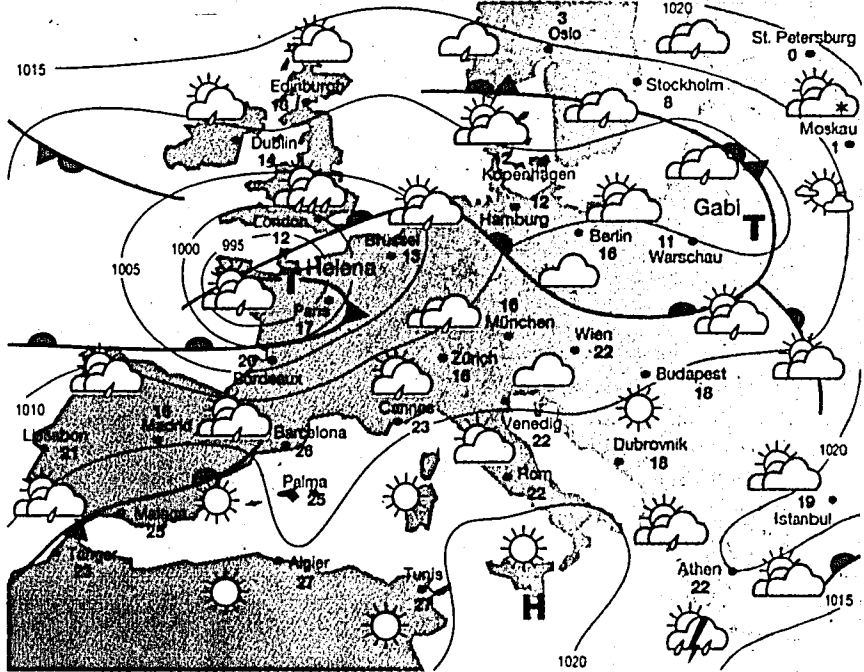 3
Oslo
1020
St. Petersburg
0
1015
Stockholm
8
Edinburgh
Moskau
1
Dublin
14
Kopenhagen
12
Hamburg
Gabi
T
London
12
Berlin
16
11
Warschau
1005
1000
995
Brüssel
13
T Helena
Paris
17
16
München
Wien
22
20
Bordeaux
Zürich
16
Budapest
18
1010
Madrid
Cannes
23
Venedig
22
Lissabon
21
Barcelona
26
Dubrovnik
18
1020
Rom
22
Palma
25
19
Istanbul
Malaga
25
Tanger
23
Algier
27
Tunis
27
Athen
22
H
1015
1020